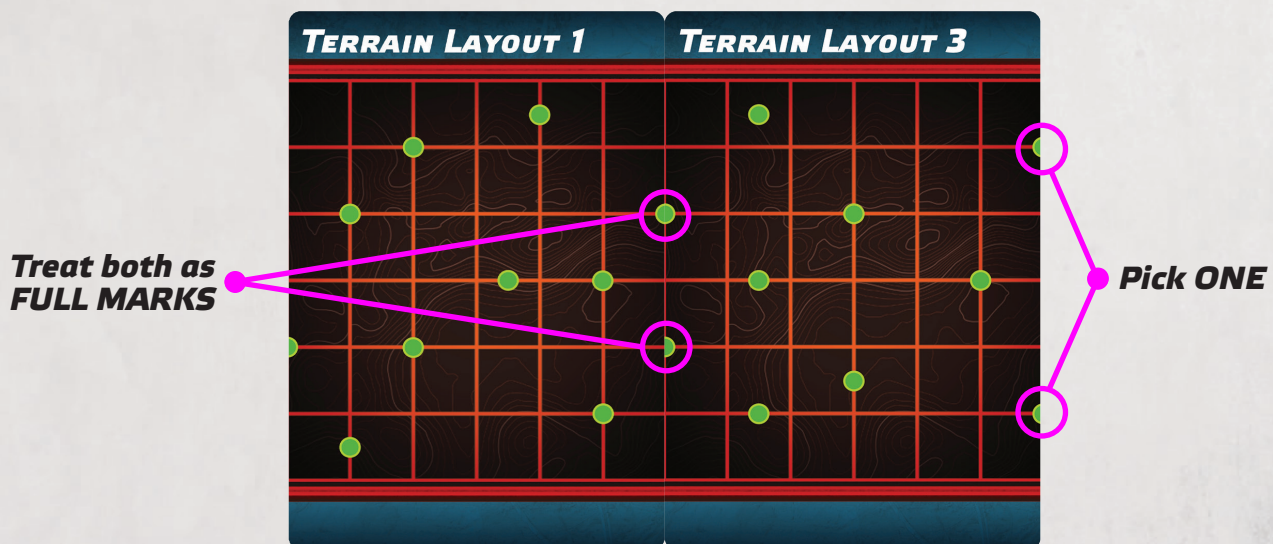 Terrain Layout 1
Terrain Layout 3
Treat both as
FULL MARKS
Pick ONE